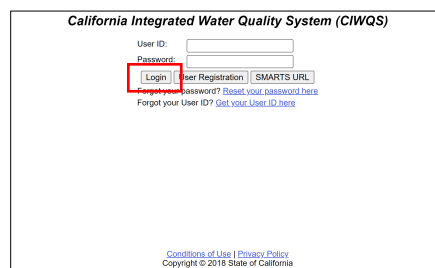 California Integrated Water Quality System (CIWQS)
User ID:
Password:
Login User Registration SMARTS URL
Forgot your password? Reset your password here
Forgot your User ID? Get your User ID here
Conditions of Use | Privacy Policy
Copyright © 2018 State of California